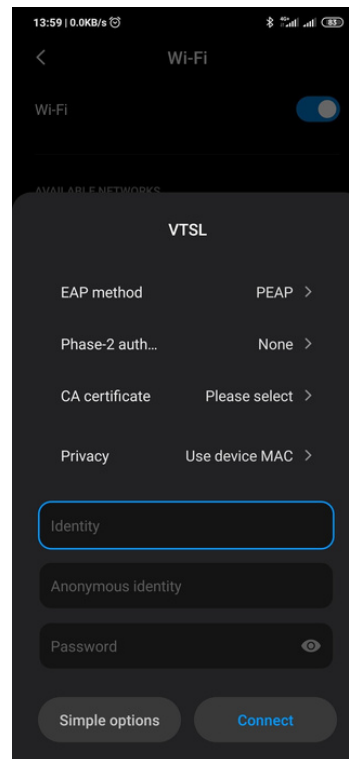 13:59 | 0.0KB/s 4G+ 83
Wi-Fi
Wi-Fi
AVAILABLE NETWORKS
VTSL
EAP method PEAP
Phase-2 auth... None
CA certificate Please select
Privacy Use device MAC
Identity
Anonymous identity
Password
Simple options Connect